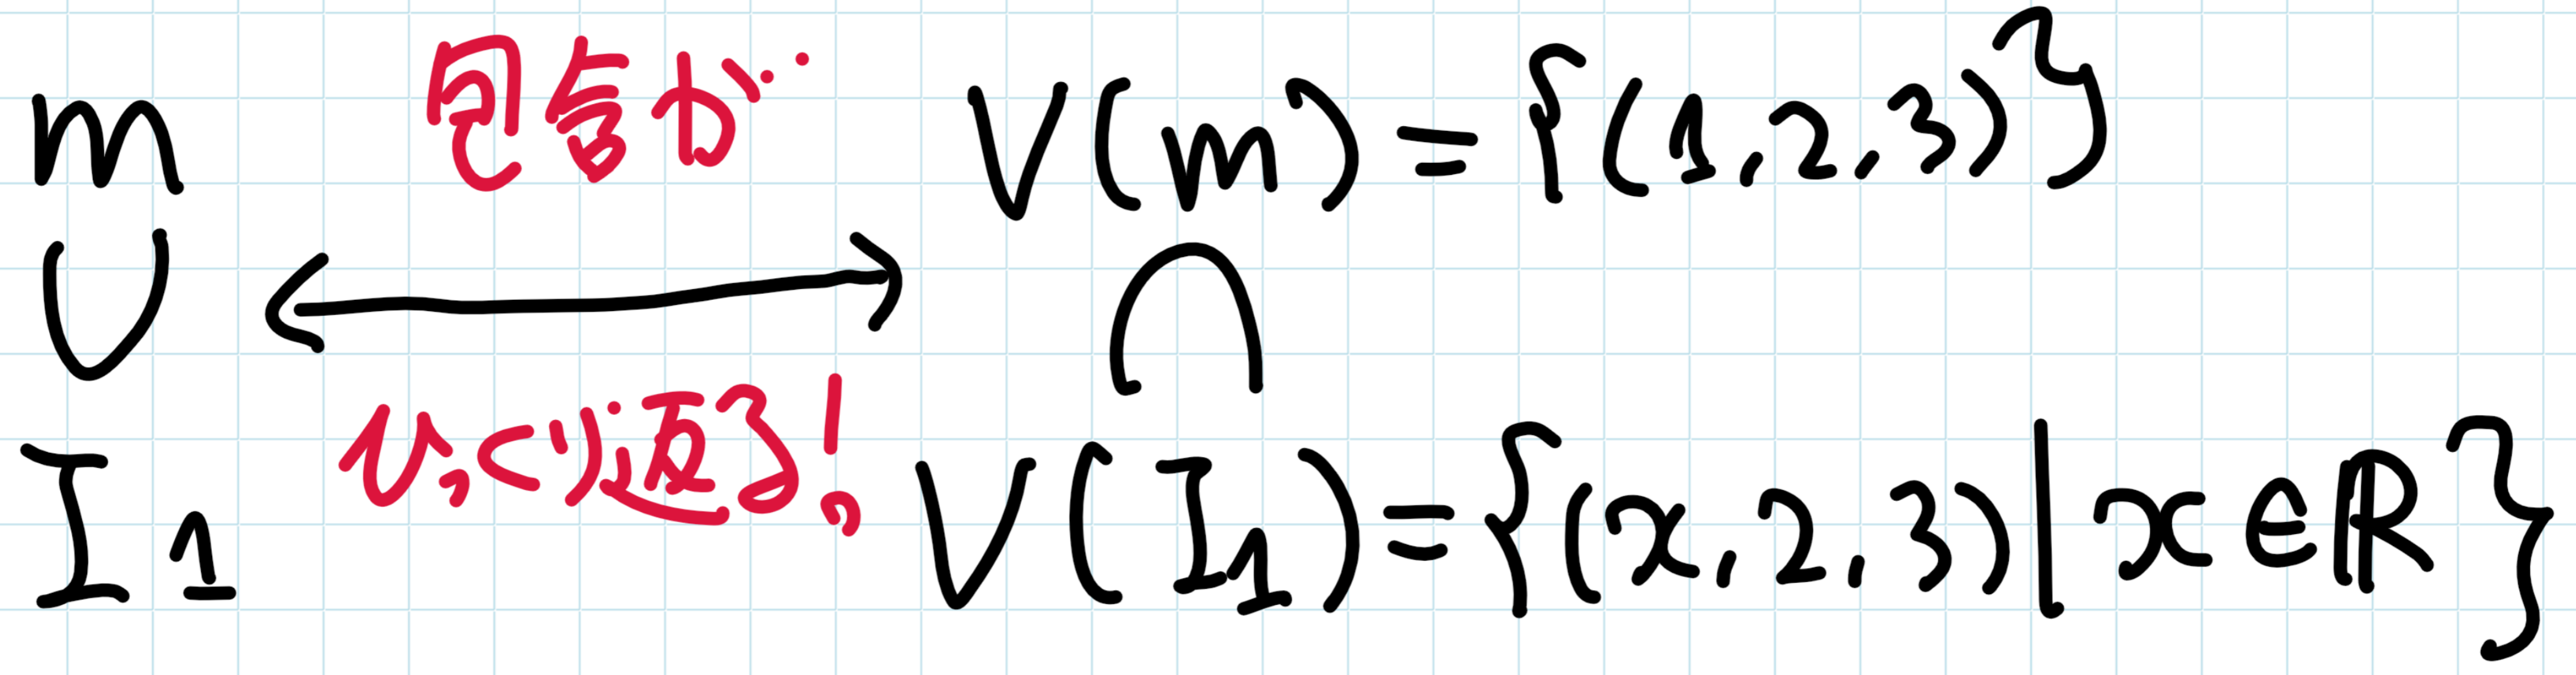 m 包含が V(m)={(1,2,3)}
∪ ⟷ ∩
I₁ ひっくり返る! V(I₁)={(x,2,3)|x∈ℝ}